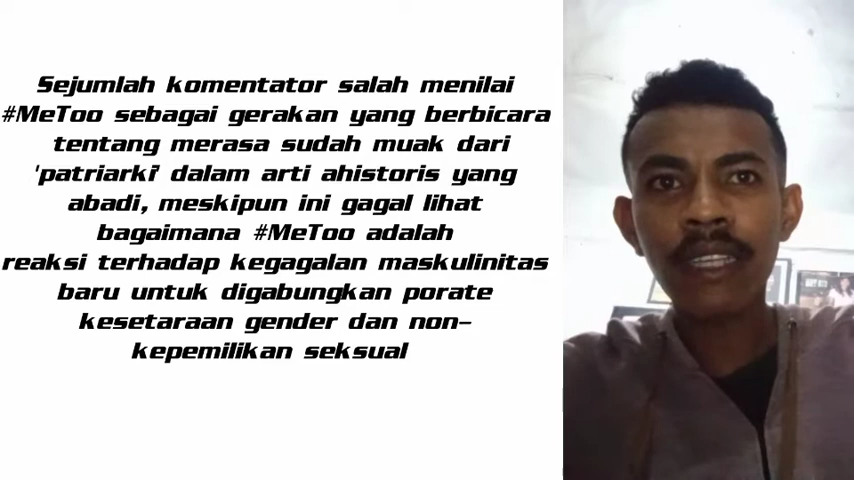 Sejumlah komentator salah menilai
#MeToo sebagai gerakan yang berbicara
tentang merasa sudah muak dari
'patriarki' dalam arti ahistoris yang
abadi, meskipun ini gagal lihat
bagaimana #MeToo adalah
reaksi terhadap kegagalan maskulinitas
baru untuk digabungkan porate
kesetaraan gender dan non-
kepemilikan seksual